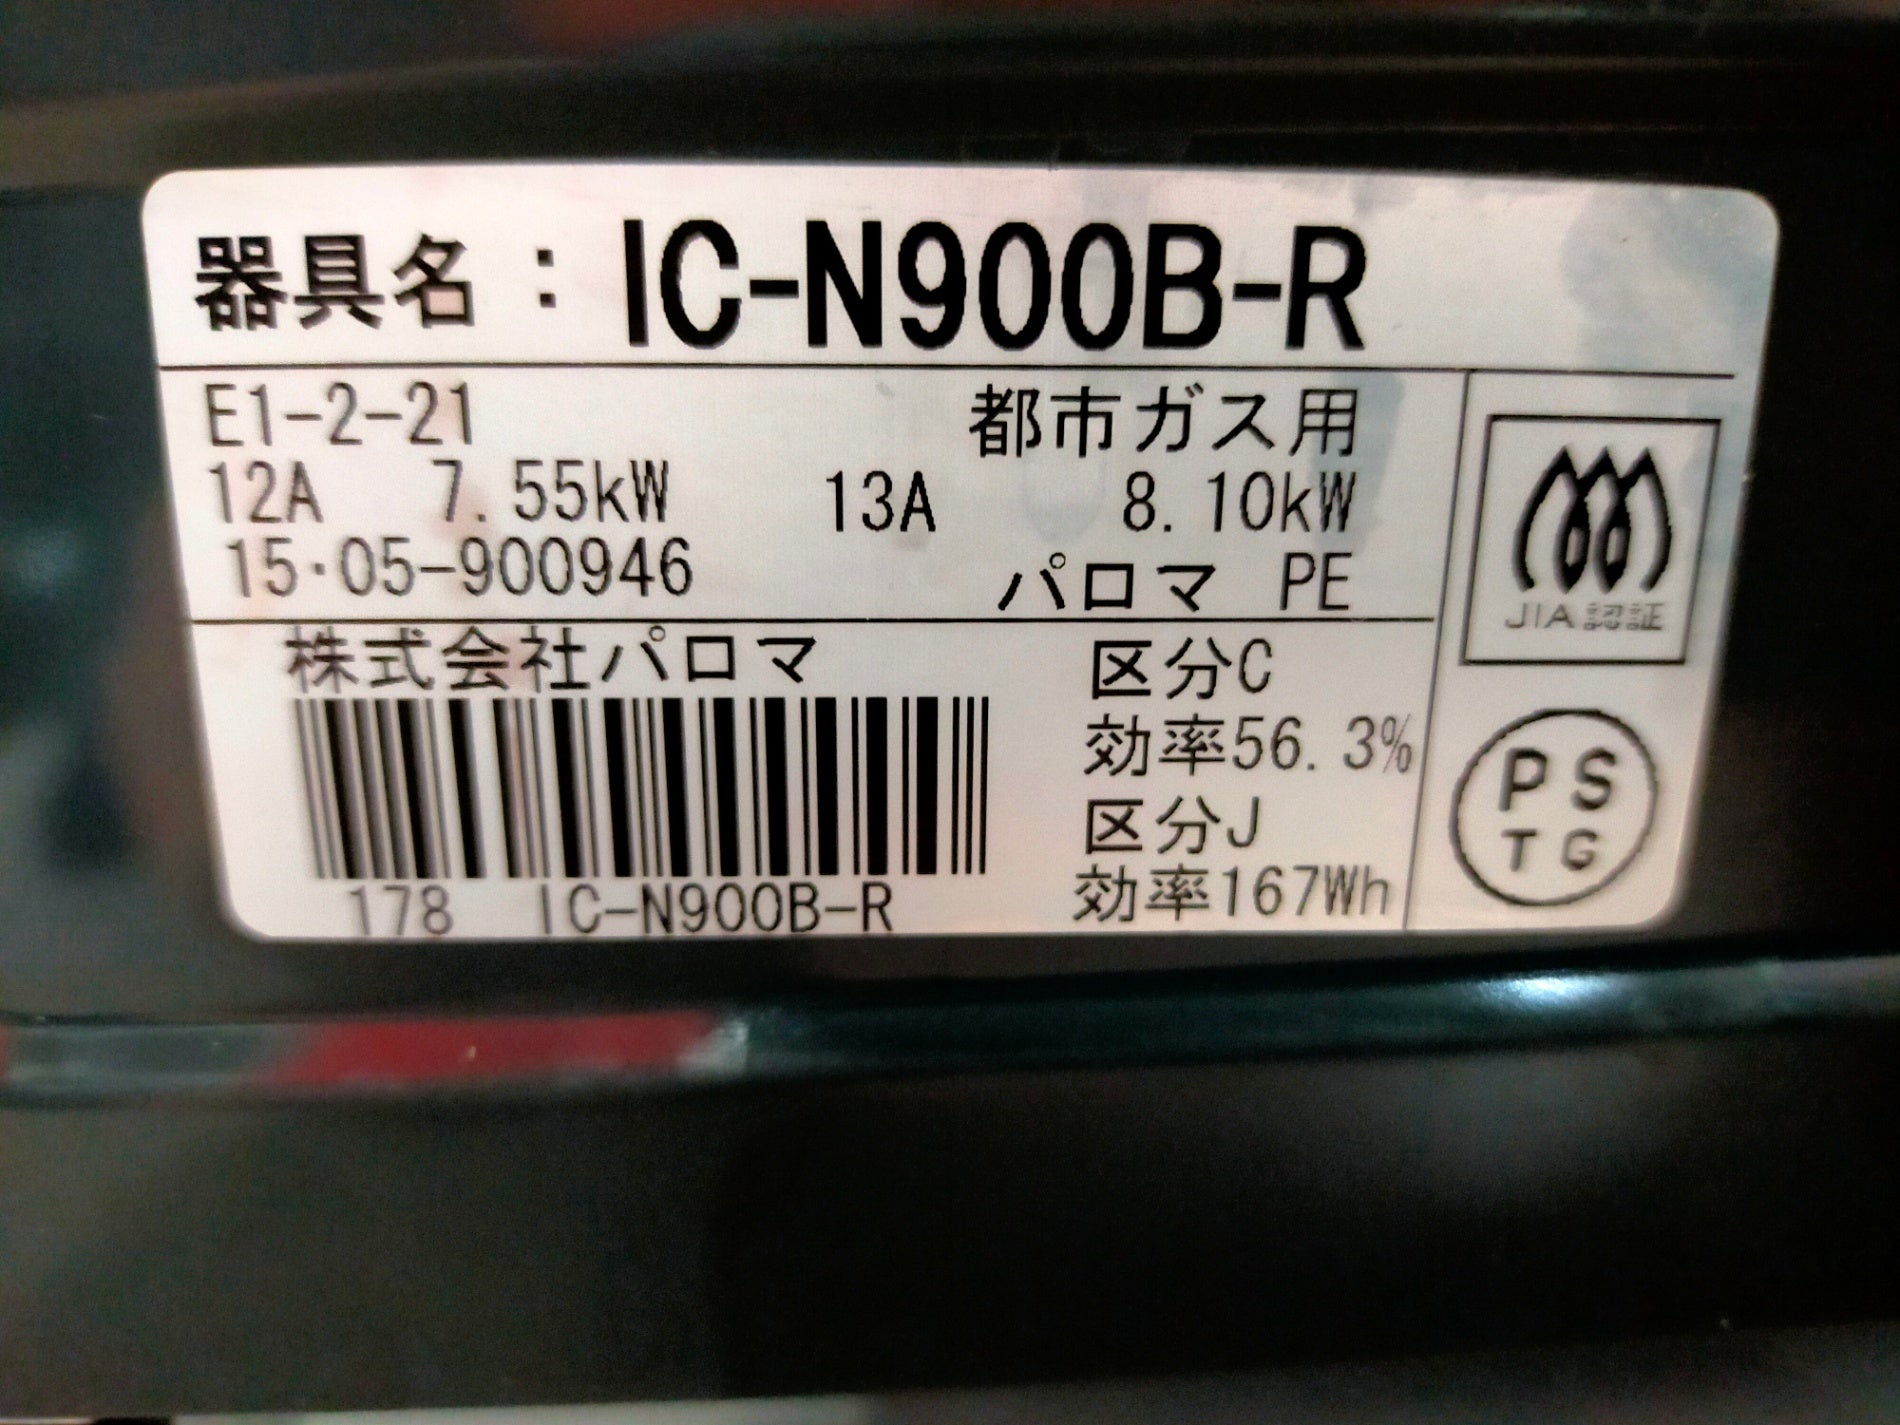 器具名 : IC-N900B-R
E1-2-21 都市ガス用
12A 7.55kW 13A 8.10kW
15・05-900946 パロマ PE
JIA認証
株式会社パロマ
178 IC-N900B-R
区分C
効率56.3%
区分J
効率167Wh
PS
TG